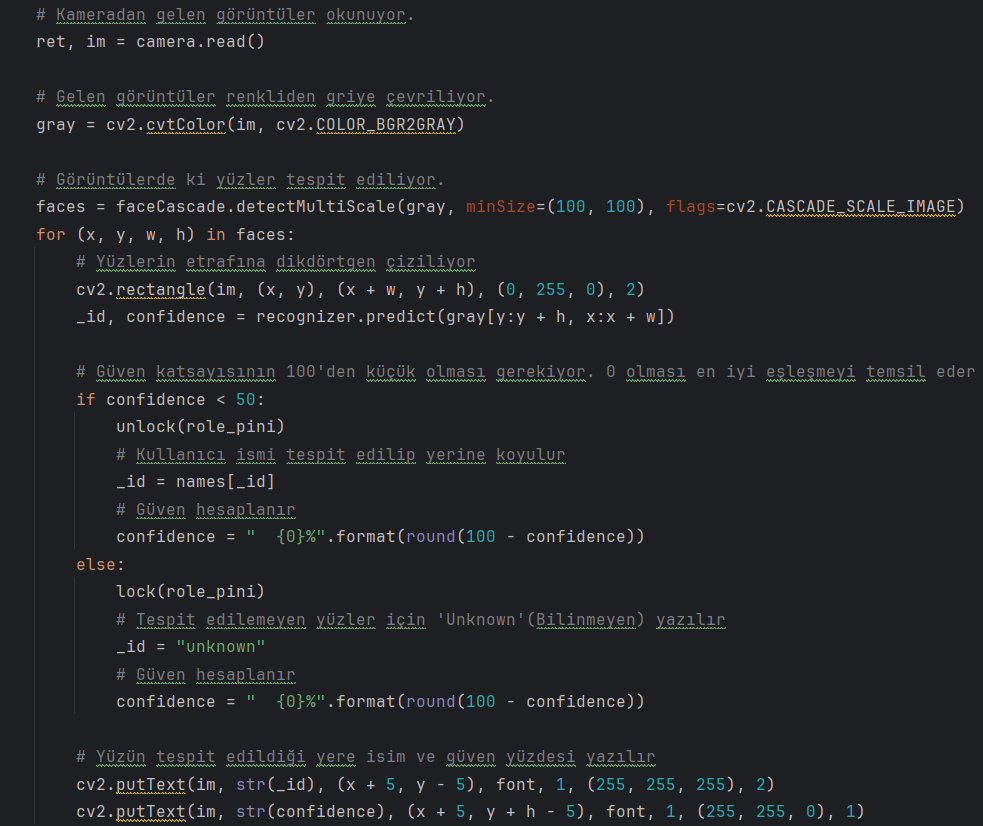 # Kameradan gelen görüntüler okunuyor.
ret, im = camera.read()
# Gelen görüntüler renkliden griye çevriliyor.
gray = cv2.cvtColor(im, cv2.COLOR_BGR2GRAY)
# Görüntülerde ki yüzler tespit ediliyor.
faces = faceCascade.detectMultiScale(gray, minSize=(100, 100), flags=cv2.CASCADE_SCALE_IMAGE)
for (x, y, w, h) in faces:
# Yüzlerin etrafına dikdörtgen çiziliyor
cv2.rectangle(im, (x, y), (x + w, y + h), (0, 255, 0), 2)
_id, confidence = recognizer.predict(gray[y:y + h, x:x + w])
# Güven katsayısının 100'den küçük olması gerekiyor. 0 olması en iyi eşleşmeyi temsil eder
if confidence < 50:
unlock(role_pini)
# Kullanıcı ismi tespit edilip yerine koyulur
_id = names[_id]
# Güven hesaplanır
confidence = "  {0}%".format(round(100 - confidence))
else:
lock(role_pini)
# Tespit edilemeyen yüzler için 'Unknown'(Bilinmeyen) yazılır
_id = "unknown"
# Güven hesaplanır
confidence = "  {0}%".format(round(100 - confidence))
# Yüzün tespit edildiği yere isim ve güven yüzdesi yazılır
cv2.putText(im, str(_id), (x + 5, y - 5), font, 1, (255, 255, 255), 2)
cv2.putText(im, str(confidence), (x + 5, y + h - 5), font, 1, (255, 255, 0), 1)